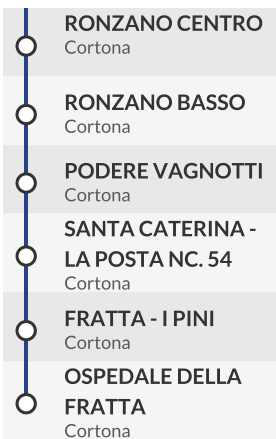 RONZANO CENTRO
Cortona
RONZANO BASSO
Cortona
PODERE VAGNOTTI
Cortona
SANTA CATERINA -
LA POSTA NC. 54
Cortona
FRATTA - I PINI
Cortona
OSPEDALE DELLA
FRATTA
Cortona